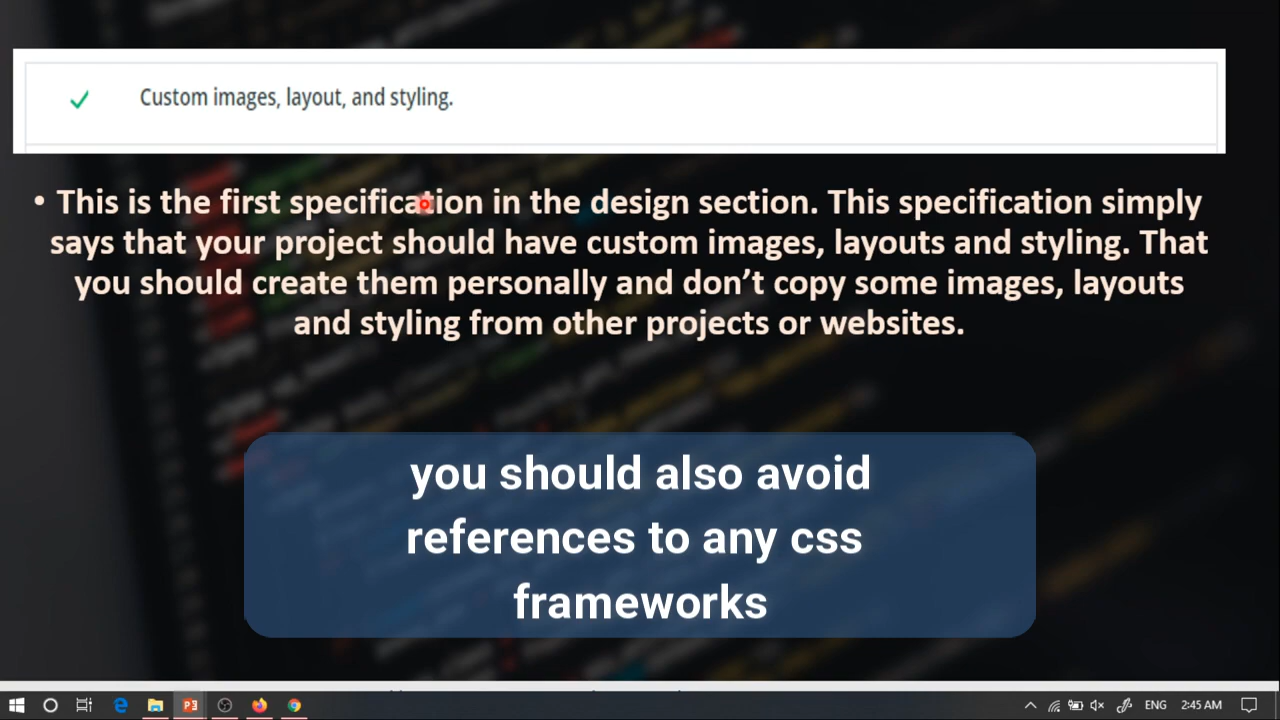 Custom images, layout, and styling.
• This is the first specification in the design section. This specification simply
says that your project should have custom images, layouts and styling. That
you should create them personally and don’t copy some images, layouts
and styling from other projects or websites.
you should also avoid
references to any css
frameworks
ENG
2:45 AM